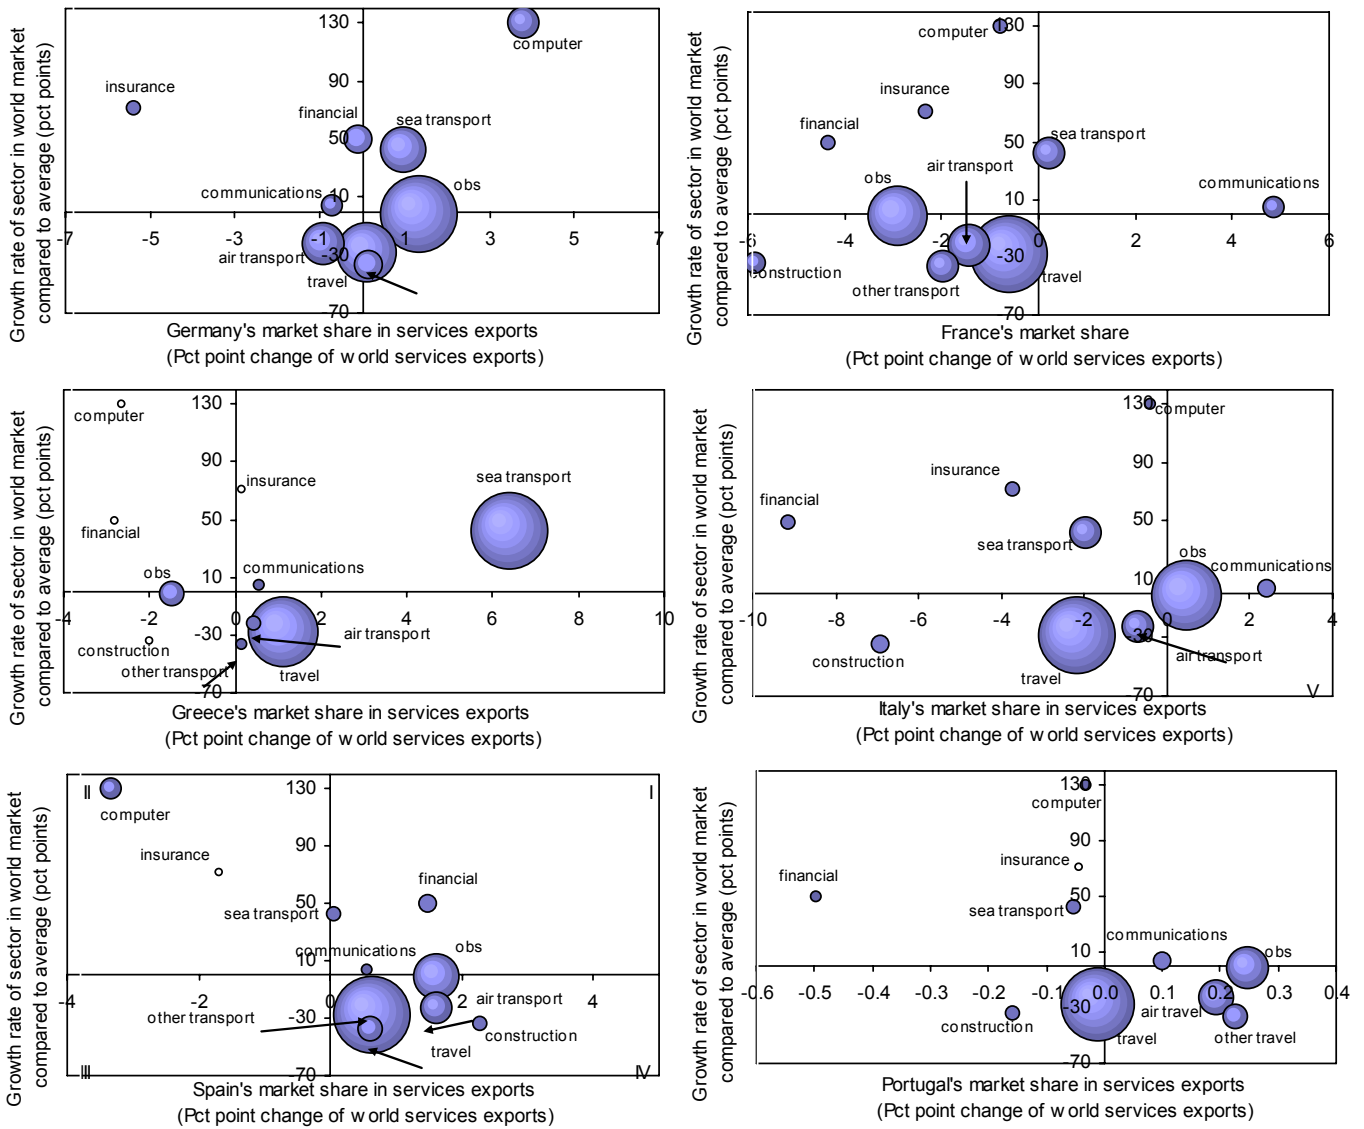 Growth rate of sector in world market
compared to average (pct points)
130
90
50
10
-30
-70
-7
-5
-3
-1
1
3
5
7
computer
insurance
financial
sea transport
communications
obs
air transport
travel
Germany's market share in services exports
(Pct point change of world services exports)
Growth rate of sector in world market
compared to average (pct points)
130
90
50
10
-30
-70
-6
-4
-2
0
2
4
6
computer
insurance
financial
sea transport
air transport
obs
communications
construction
other transport
travel
France's market share
(Pct point change of world services exports)
Growth rate of sector in world market
compared to average (pct points)
130
90
50
10
-30
-70
-4
-2
0
2
4
6
8
10
computer
insurance
sea transport
financial
obs
communications
construction
air transport
other transport
travel
Greece's market share in services exports
(Pct point change of world services exports)
Growth rate of sector in world market
compared to average (pct points)
130
90
50
10
-30
-70
-10
-8
-6
-4
-2
0
2
4
computer
insurance
financial
sea transport
obs
communications
construction
air transport
travel
V
Italy's market share in services exports
(Pct point change of world services exports)
Growth rate of sector in world market
compared to average (pct points)
130
90
50
10
-30
-70
-4
-2
0
2
4
II
I
III
IV
computer
insurance
financial
sea transport
communications
obs
other transport
air transport
construction
travel
Spain's market share in services exports
(Pct point change of world services exports)
Growth rate of sector in world market
compared to average (pct points)
130
90
50
10
-30
-70
-0.6
-0.5
-0.4
-0.3
-0.2
-0.1
0.0
0.1
0.2
0.3
0.4
computer
insurance
financial
sea transport
communications
obs
construction
air travel
travel
other travel
Portugal's market share in services exports
(Pct point change of world services exports)